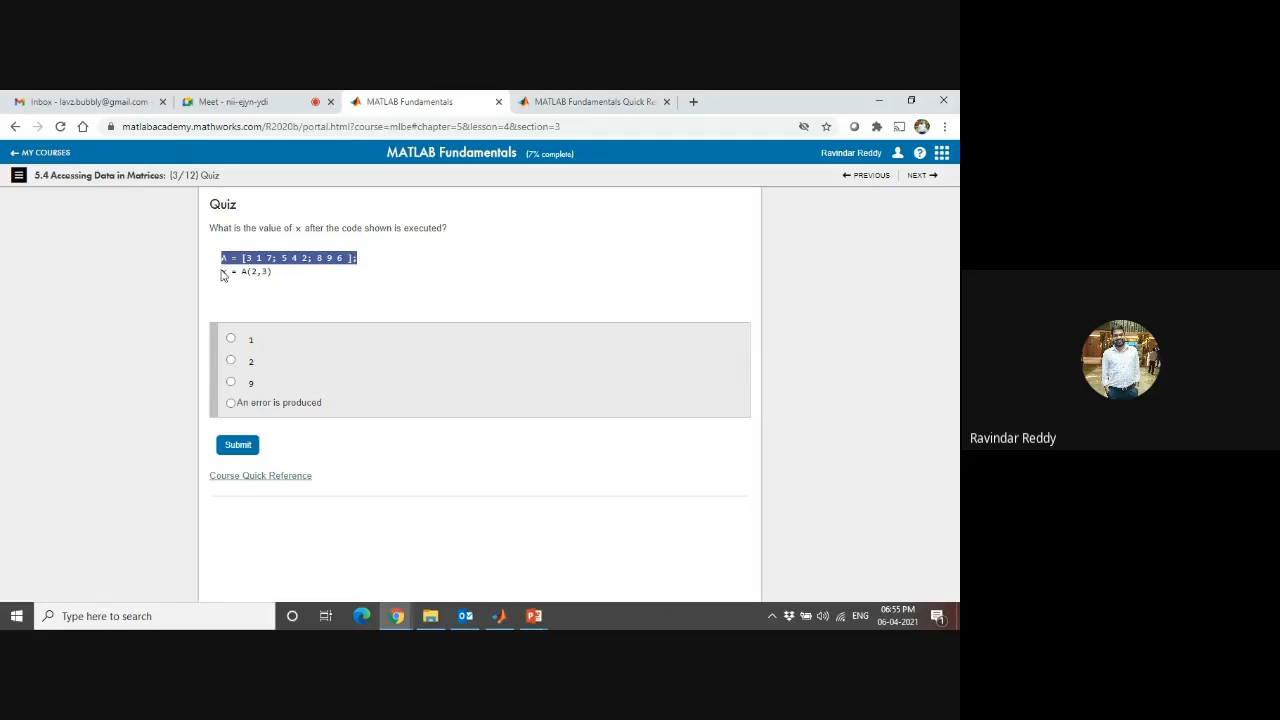 Inbox - lavz.bubbly@gmail.com
Meet - nii-ejyn-ydi
MATLAB Fundamentals
MATLAB Fundamentals Quick Re
matlabacademy.mathworks.com/R2020b/portal.html?course=mlbe#chapter=5&lesson=4&section=3
MY COURSES
MATLAB Fundamentals (7% complete)
Ravindar Reddy
5.4 Accessing Data in Matrices: (3/12) Quiz
PREVIOUS
NEXT
Quiz
What is the value of x after the code shown is executed?
A = [3 1 7; 5 4 2; 8 9 6 ];
x = A(2,3)
1
2
9
An error is produced
Submit
Course Quick Reference
Ravindar Reddy
Type here to search
ENG
06:55 PM
06-04-2021
1